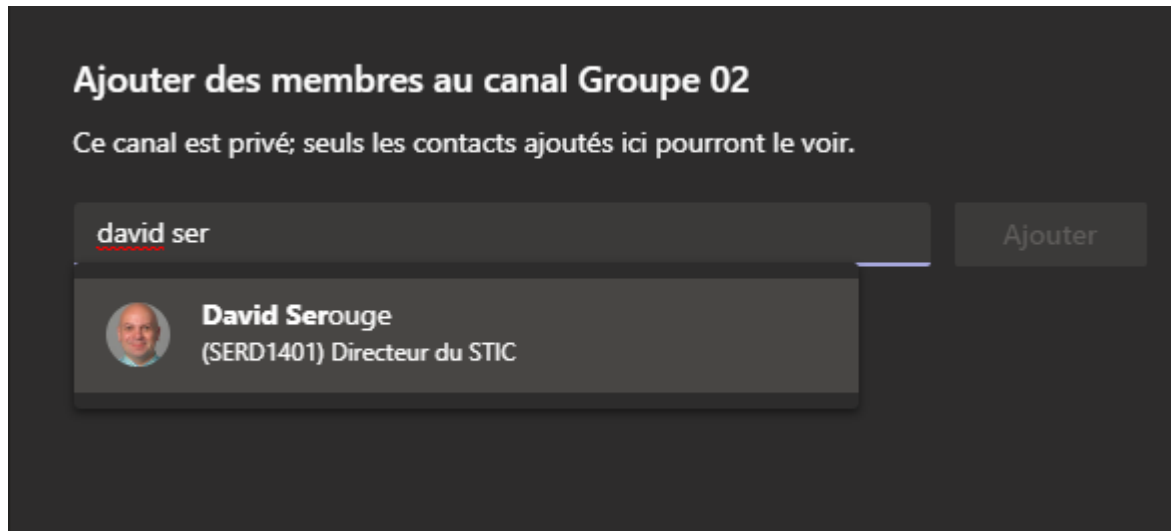 Ajouter des membres au canal Groupe 02
Ce canal est privé; seuls les contacts ajoutés ici pourront le voir.
david ser
Ajouter
David Serouge
(SERD1401) Directeur du STIC